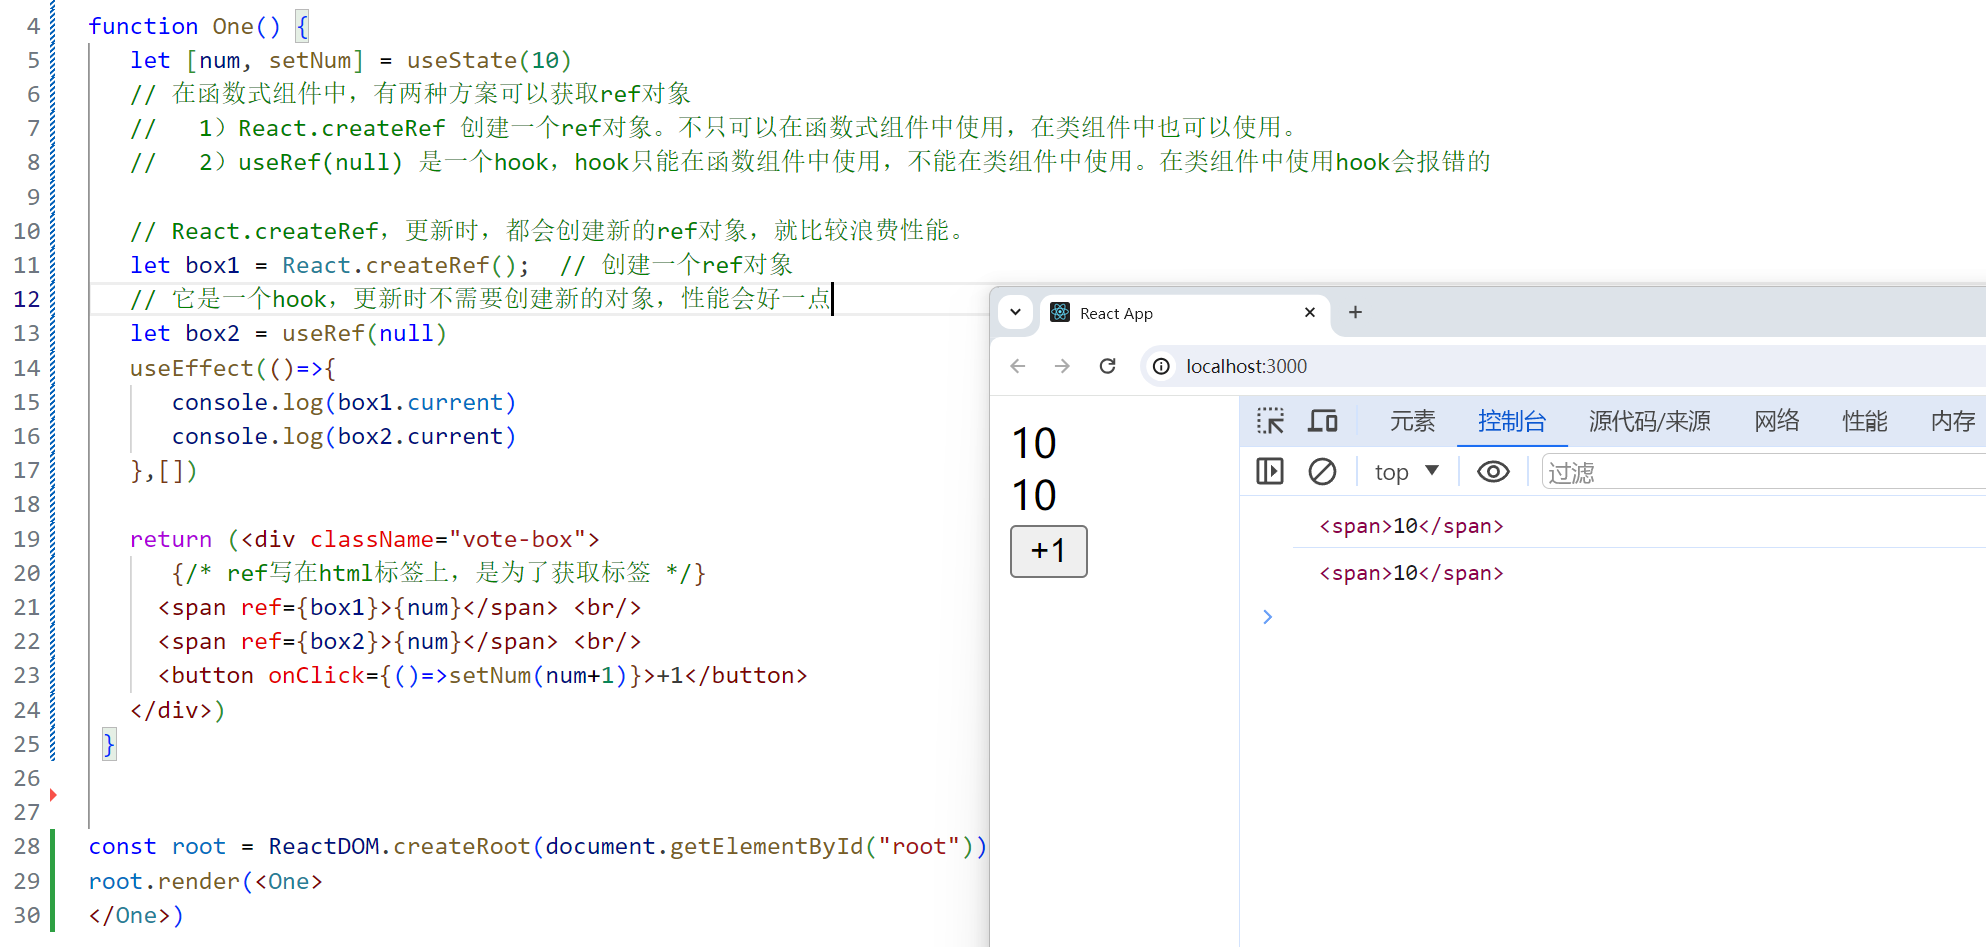 4 function One() {
5 let [num, setNum] = useState(10)
6 // 在函数式组件中，有两种方案可以获取ref对象
7 //   1）React.createRef 创建一个ref对象。不只可以在函数式组件中使用，在类组件中也可以使用。
8 //   2）useRef(null) 是一个hook，hook只能在函数组件中使用，不能在类组件中使用。在类组件中使用hook会报错的
9
10 // React.createRef，更新时，都会创建新的ref对象，就比较浪费性能。
11 let box1 = React.createRef();  // 创建一个ref对象
12 // 它是一个hook，更新时不需要创建新的对象，性能会好一点
13 let box2 = useRef(null)
14 useEffect(()=>{
15 console.log(box1.current)
16 console.log(box2.current)
17 },[])
18
19 return (<div className="vote-box">
20 {/* ref写在html标签上，是为了获取标签 */}
21 <span ref={box1}>{num}</span> <br/>
22 <span ref={box2}>{num}</span> <br/>
23 <button onClick={()=>setNum(num+1)}>+1</button>
24 </div>)
25 }
26
27
28 const root = ReactDOM.createRoot(document.getElementById("root"))
29 root.render(<One>
30 </One>)
React App
localhost:3000
10
10
+1
元素 控制台 源代码/来源 网络 性能 内存
top 过滤
<span>10</span>
<span>10</span>